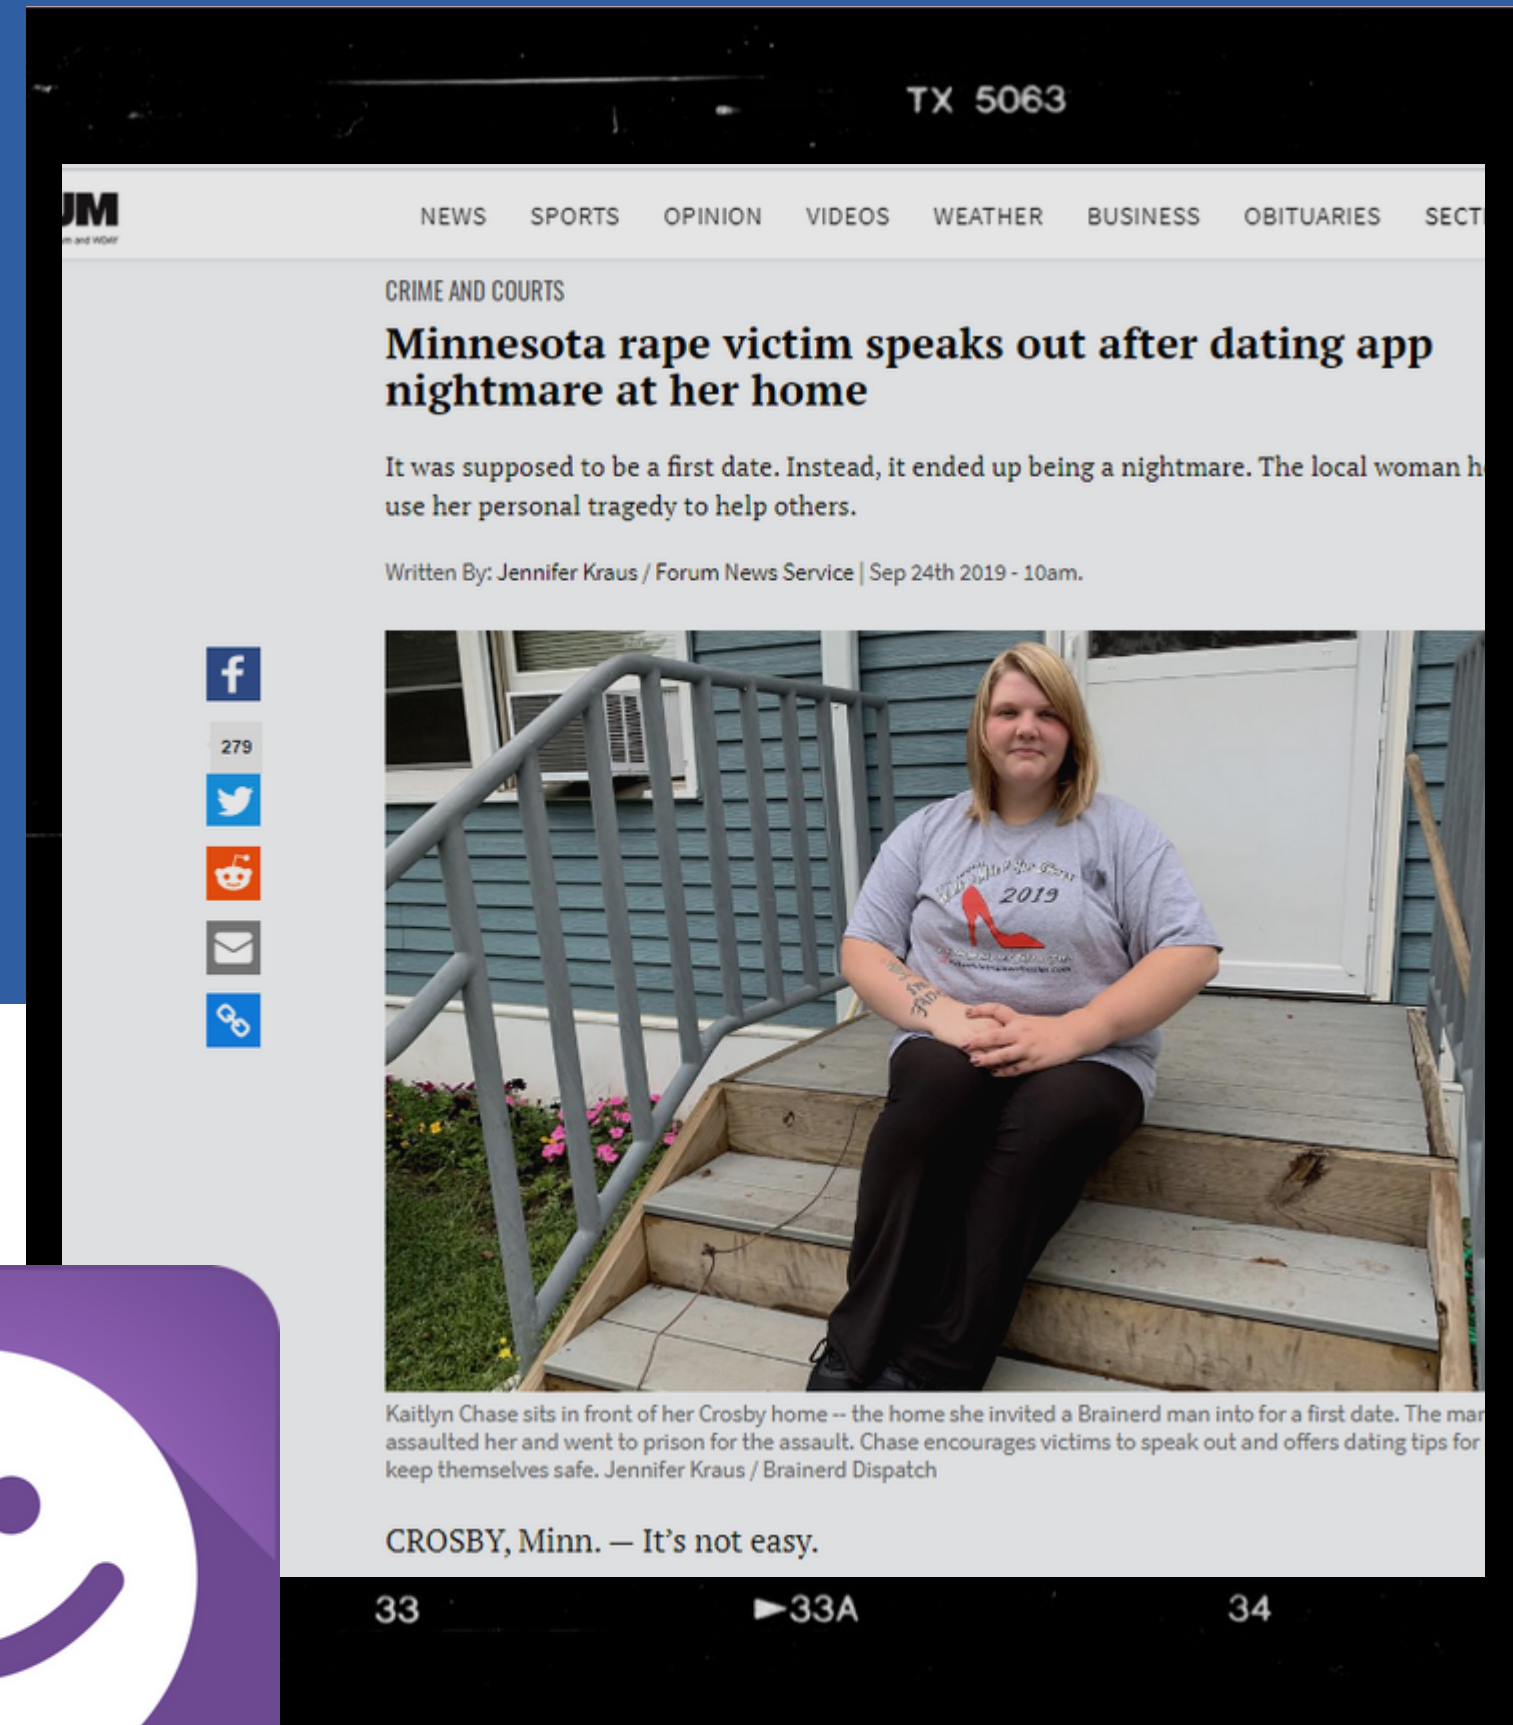 TX 5063
UM
m and WDAY
NEWS SPORTS OPINION VIDEOS WEATHER BUSINESS OBITUARIES SECT
CRIME AND COURTS
Minnesota rape victim speaks out after dating app
nightmare at her home
It was supposed to be a first date. Instead, it ended up being a nightmare. The local woman h
use her personal tragedy to help others.
Written By: Jennifer Kraus / Forum News Service | Sep 24th 2019 - 10am.
279
2019
Kaitlyn Chase sits in front of her Crosby home -- the home she invited a Brainerd man into for a first date. The man
assaulted her and went to prison for the assault. Chase encourages victims to speak out and offers dating tips for
keep themselves safe. Jennifer Kraus / Brainerd Dispatch
CROSBY, Minn. — It's not easy.
33 33A 34